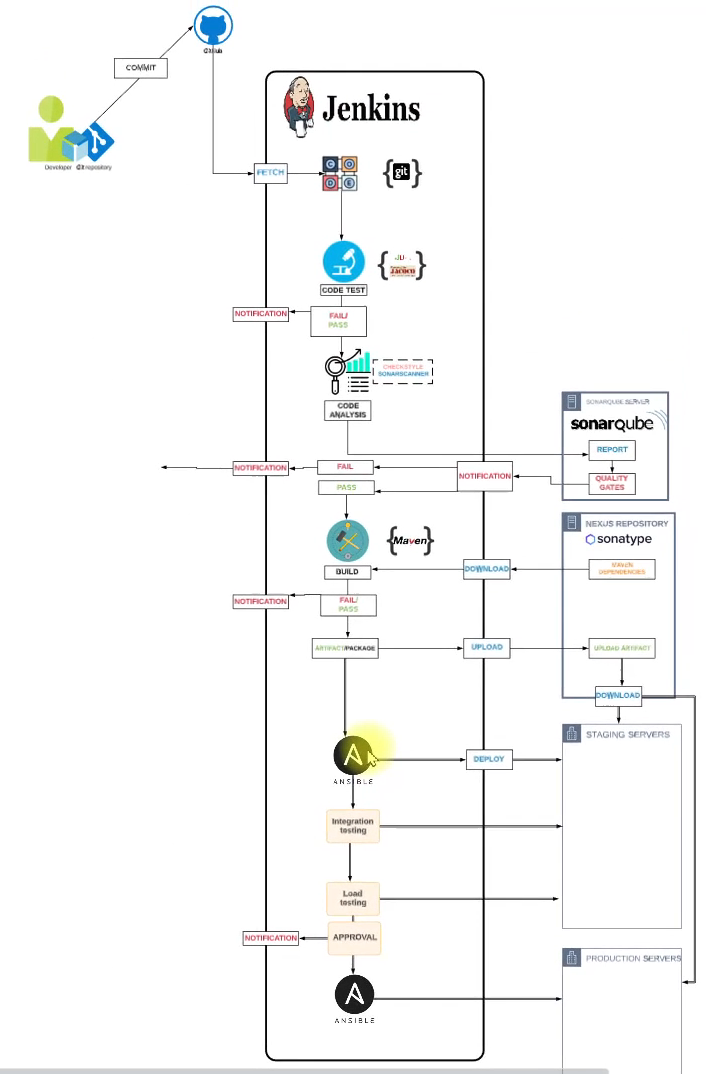 GitHub
COMMIT
Jenkins
Developer
Git repository
FETCH
C
O
D
E
git
CODE TEST
NOTIFICATION
FAIL/
PASS
CHECKSTYLE
SONARSCANNER
CODE
ANALYSIS
SONARQUBE SERVER
sonarqube
REPORT
QUALITY
GATES
NOTIFICATION
FAIL
NOTIFICATION
PASS
NEXUS REPOSITORY
sonatype
Maven
BUILD
DOWNLOAD
MAVEN
DEPENDENCIES
NOTIFICATION
FAIL/
PASS
ARTIFACT/PACKAGE
UPLOAD
UPLOAD ARTIFACT
DOWNLOAD
STAGING SERVERS
DEPLOY
ANSIBLE
Integration
testing
Load
testing
NOTIFICATION
APPROVAL
PRODUCTION SERVERS
ANSIBLE